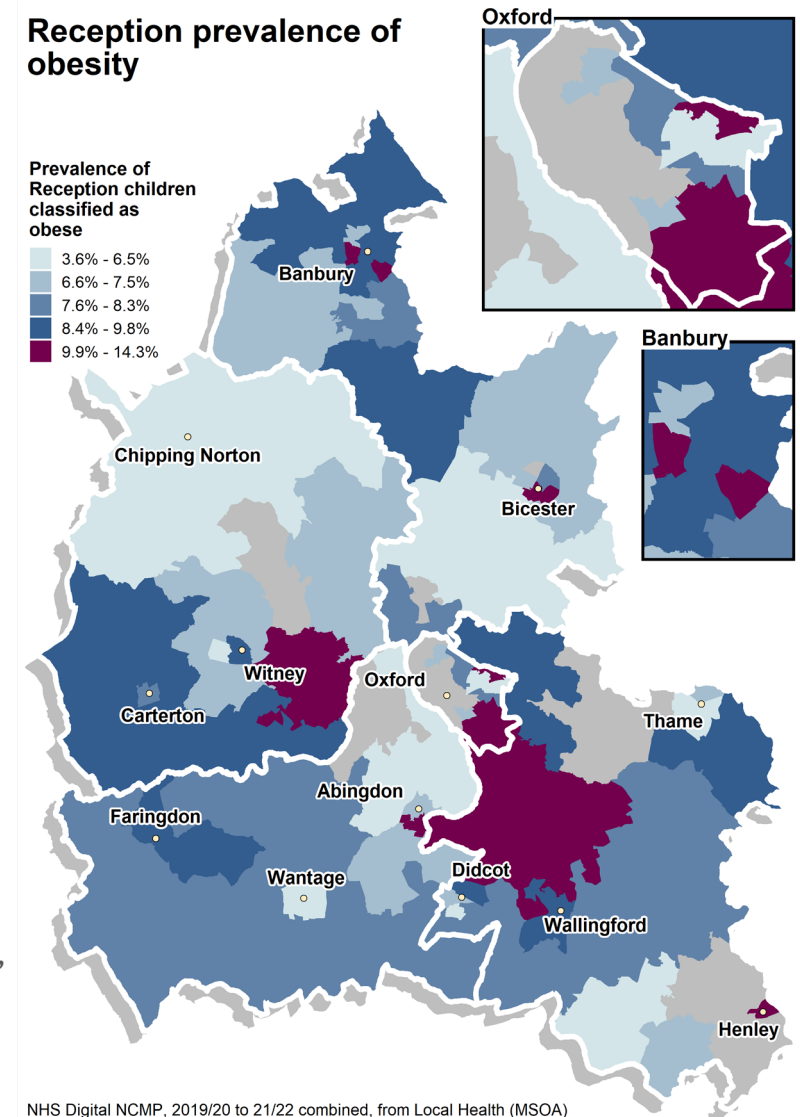 Reception prevalence of
obesity
Oxford
Prevalence of
Reception children
classified as
obese
3.6% - 6.5%
6.6% - 7.5%
7.6% - 8.3%
8.4% - 9.8%
9.9% - 14.3%
Banbury
Banbury
Chipping Norton
Bicester
Witney
Oxford
Carterton
Thame
Abingdon
Faringdon
Didcot
Wantage
Wallingford
Henley
,
NHS Digital NCMP, 2019/20 to 21/22 combined, from Local Health (MSOA)